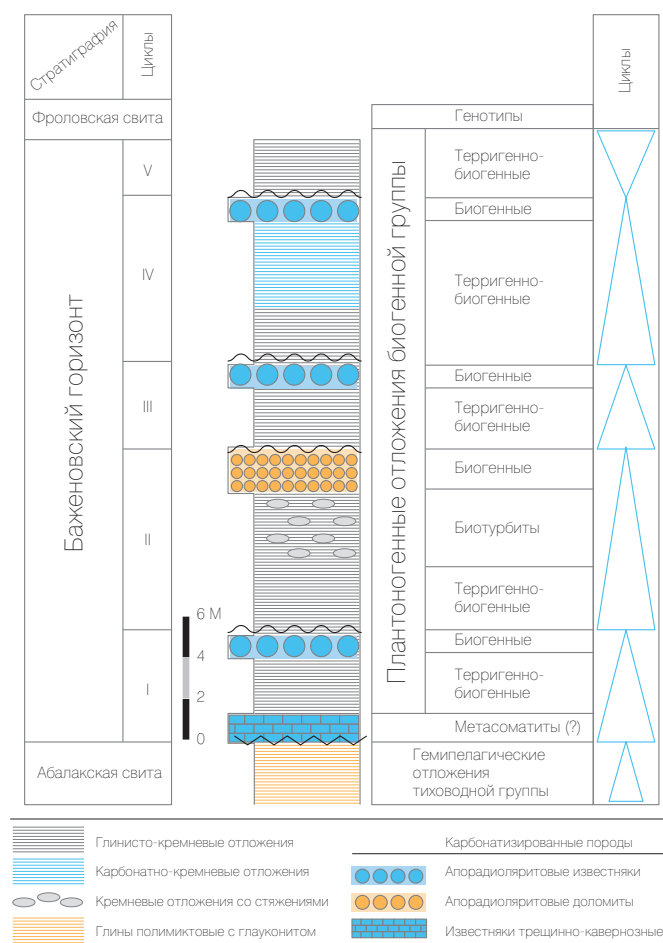 Стратиграфия
Циклы
Циклы
Фроловская свита
Генотипы
Баженовский горизонт
Плантоногенные отложения биогенной группы
V
Терригенно-
биогенные
Биогенные
IV
Терригенно-
биогенные
Биогенные
III
Терригенно-
биогенные
Биогенные
II
Биотурбиты
Терригенно-
биогенные
6 М
4
2
0
Биогенные
I
Терригенно-
биогенные
Метасоматиты (?)
Абалакская свита
Гемипелагические
отложения
тиховодной группы
Глинисто-кремневые отложения
Карбонатно-кремневые отложения
Кремневые отложения со стяжениями
Глины полимиктовые с глауконитом
Карбонатизированные породы
Апорадиоляритовые известняки
Апорадиоляритовые доломиты
Известняки трещинно-кавернозные